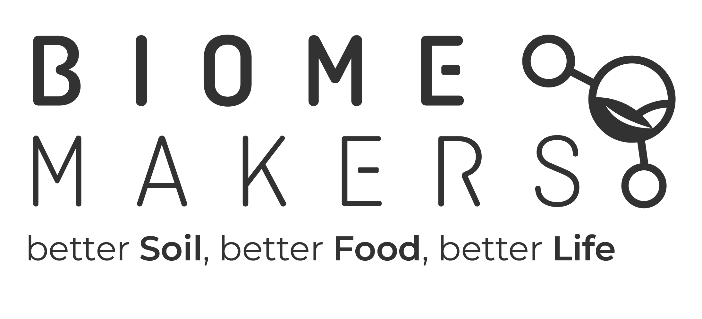 BIOME
MAKERS
better Soil, better Food, better Life